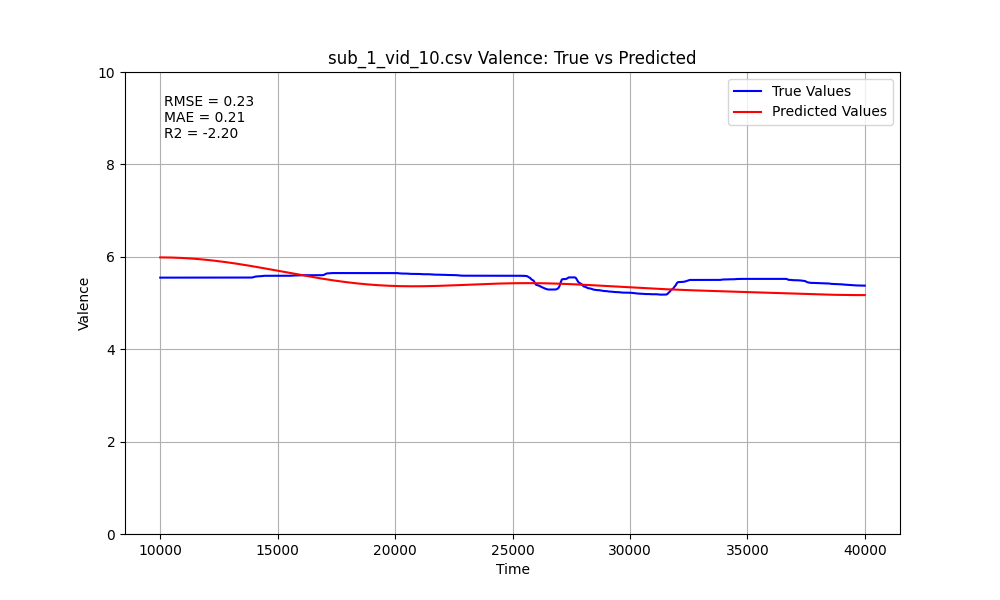 sub_1_vid_10.csv Valence: True vs Predicted
RMSE = 0.23
MAE = 0.21
R2 = -2.20
True Values
Predicted Values
10
8
6
4
2
0
Valence
10000 15000 20000 25000 30000 35000 40000
Time